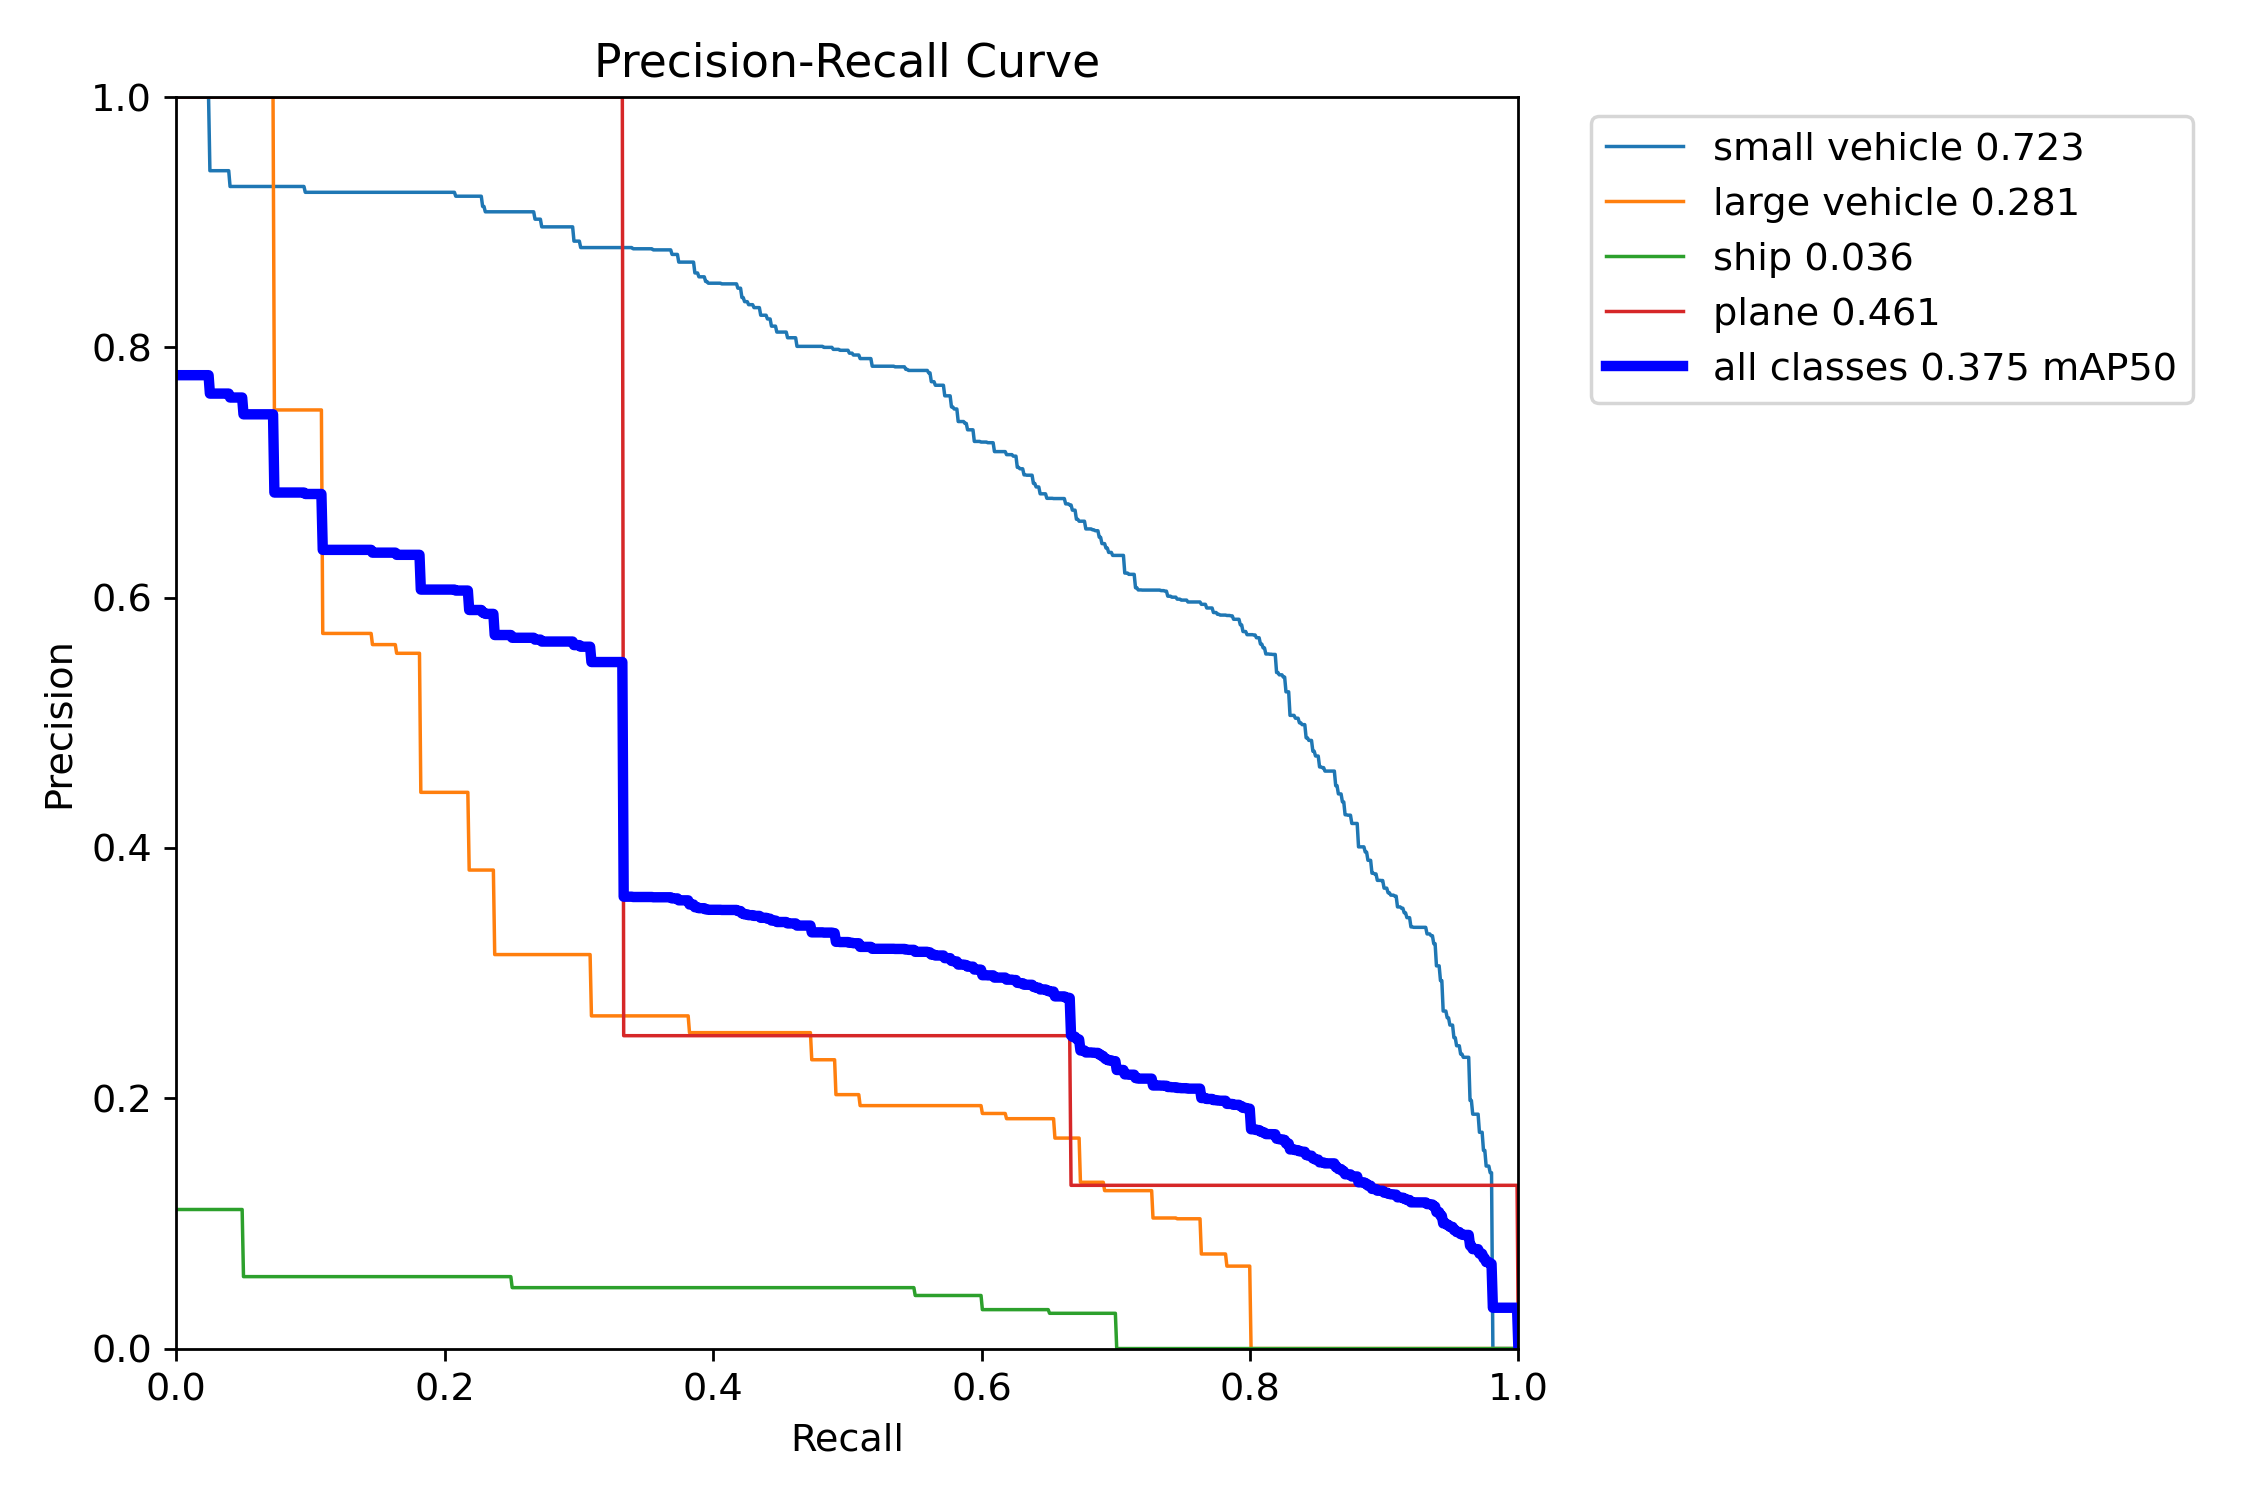 Precision-Recall Curve
1.0
0.8
0.6
0.4
0.2
0.0
Precision
0.0 0.2 0.4 0.6 0.8 1.0
Recall
small vehicle 0.723
large vehicle 0.281
ship 0.036
plane 0.461
all classes 0.375 mAP50